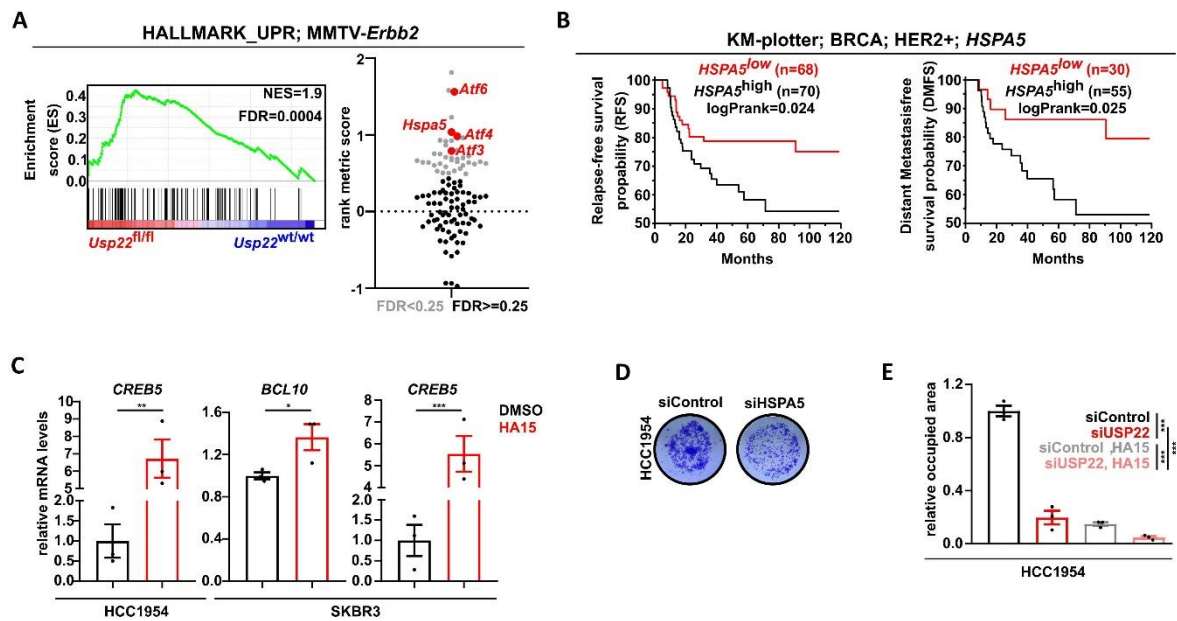 A
HALLMARK_UPR; MMTV-Erbb2
Enrichment
score (ES)
0.4
0.3
0.2
0.1
0.0
NES=1.9
FDR=0.0004
Usp22fl/fl
Usp22wt/wt
rank metric score
2
1
0
-1
Atf6
Hspa5
Atf4
Atf3
FDR<0.25 FDR>=0.25
B
KM-plotter; BRCA; HER2+; HSPA5
Relapse-free survival
propability (RFS)
100
90
80
70
60
50
HSPA5low (n=68)
HSPA5high (n=70)
logPrank=0.024
0 20 40 60 80 100 120
Months
Distant Metastasisfree
survival probability (DMFS)
100
90
80
70
60
50
HSPA5low (n=30)
HSPA5high (n=55)
logPrank=0.025
0 20 40 60 80 100 120
Months
C
relative mRNA levels
CREB5
**
10
9
8
7
6
5
2.0
1.5
1.0
0.5
0.0
HCC1954
BCL10
*
1.6
1.2
0.8
0.4
0.0
CREB5
***
8
7
6
5
4
3
2.0
1.5
1.0
0.5
0.0
SKBR3
DMSO
HA15
D
siControl siHSPA5
HCC1954
E
relative occupied area
1.2
0.8
0.4
0.0
siControl
siUSP22
siControl ,HA15
siUSP22, HA15
***
***
***
HCC1954